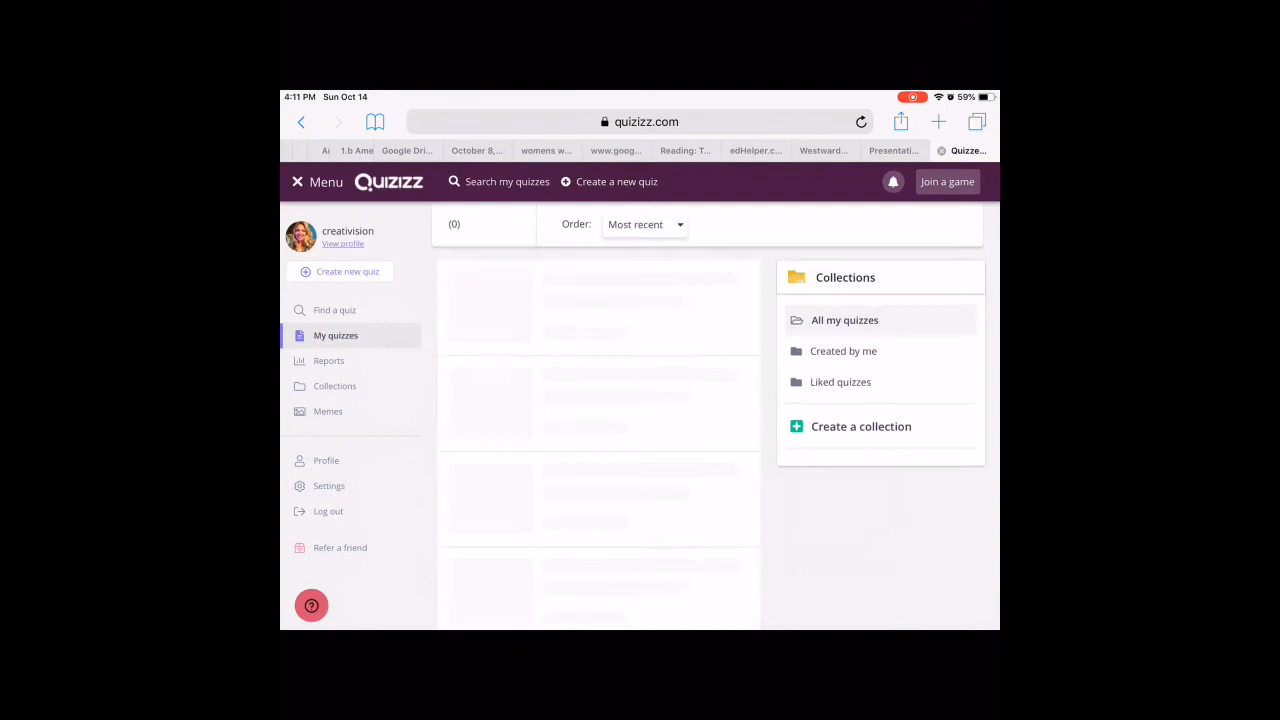 4:11 PM Sun Oct 14
59%
quizizz.com
1.b Ame
Google Dri...
October 8,...
womens w...
www.goog...
Reading: T...
edHelper.c...
Westward...
Presentati...
Quizze...
Menu
Quizizz
Search my quizzes
Create a new quiz
Join a game
creativision
View profile
Create new quiz
Find a quiz
My quizzes
Reports
Collections
Memes
Profile
Settings
Log out
Refer a friend
(0)
Order:
Most recent
Collections
All my quizzes
Created by me
Liked quizzes
Create a collection